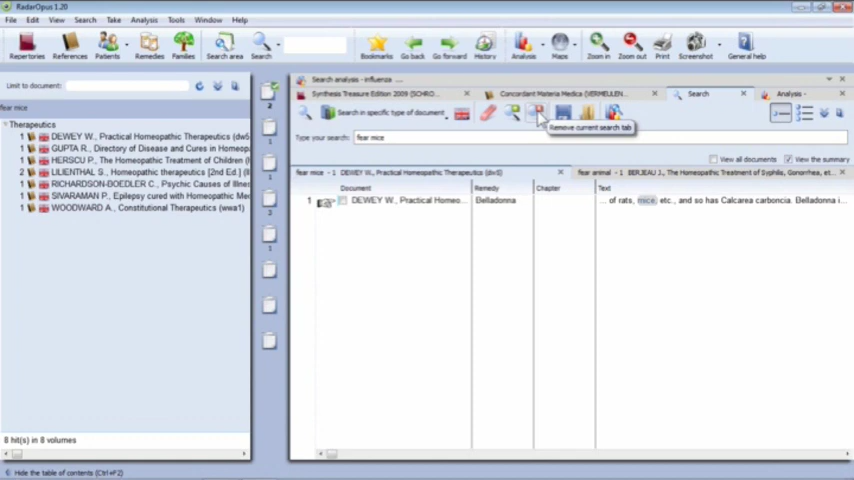 RadarOpus 1.20
File Edit View Search Take Analysis Tools Window Help
Repertories References Patients Remedies Families Search area Search Bookmarks Go back Go forward History Analysis Maps Zoom in Zoom out Print Screenshot General help
Limit to document:
fear mice
Therapeutics
1 DEWEY W., Practical Homeopathic Therapeutics (dw5
1 GUPTA R., Directory of Disease and Cures in Homeop
1 HERSCU P., The Homeopathic Treatment of Children (
2 LILIENTHAL S., Homeopathic therapeutics [2nd Ed.] (li
1 RICHARDSON-BOEDLER C., Psychic Causes of Illnes
1 SIVARAMAN P., Epilepsy cured with Homeopathic Me
1 WOODWARD A., Constitutional Therapeutics (wwa1)
8 hit(s) in 8 volumes
Hide the table of contents (Ctrl+F2)
2
1
1
2
1
Search analysis - influenza ...
Synthesis Treasure Edition 2009 (SCHRO...
Concordant Materia Medica (VERMEULEN...
Search
Analysis -
Search in specific type of document
Remove current search tab
Type your search: fear mice
View all documents View the summary
fear mice - 1 DEWEY W., Practical Homeopathic Therapeutics (dw5)
fear animal - 1 BERJEAU J., The Homeopathic Treatment of Syphilis, Gonorrhea, et...
Document Remedy Chapter Text
1 DEWEY W., Practical Homeo... Belladonna ... of rats, mice, etc., and so has Calcarea carboncia. Belladonna i...